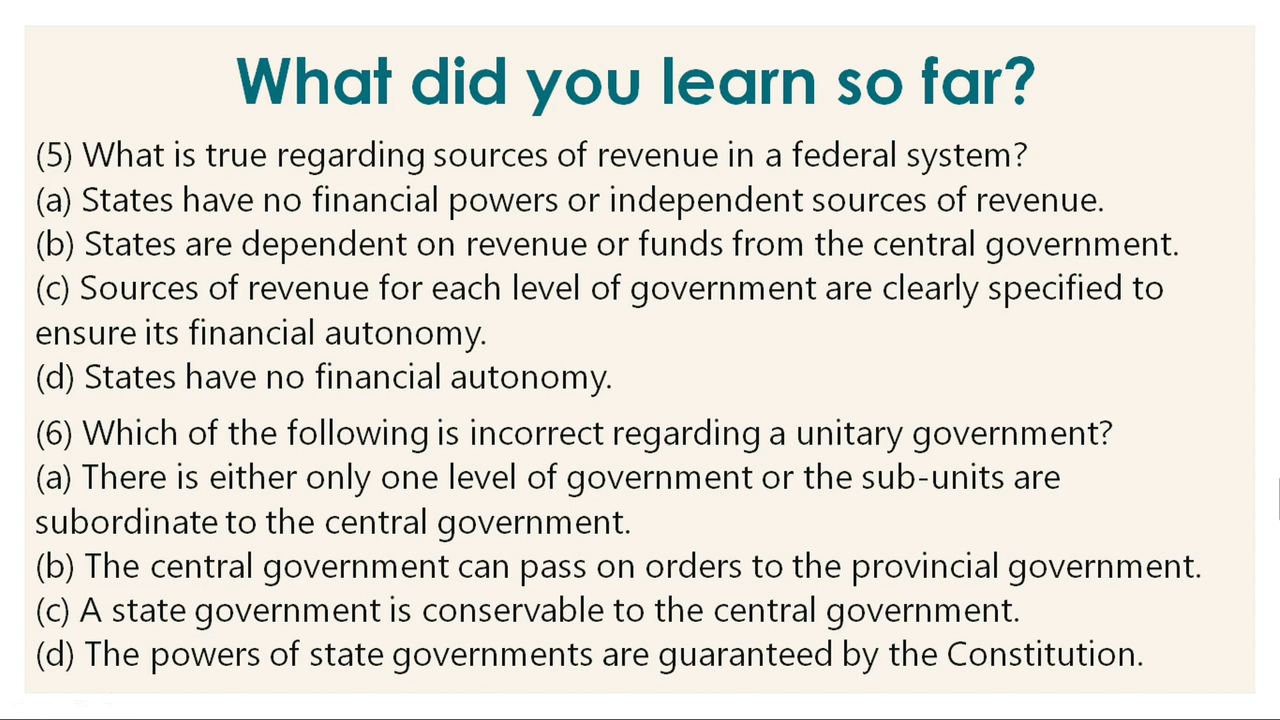 What did you learn so far?
(5) What is true regarding sources of revenue in a federal system?
(a) States have no financial powers or independent sources of revenue.
(b) States are dependent on revenue or funds from the central government.
(c) Sources of revenue for each level of government are clearly specified to
ensure its financial autonomy.
(d) States have no financial autonomy.
(6) Which of the following is incorrect regarding a unitary government?
(a) There is either only one level of government or the sub-units are
subordinate to the central government.
(b) The central government can pass on orders to the provincial government.
(c) A state government is conservable to the central government.
(d) The powers of state governments are guaranteed by the Constitution.